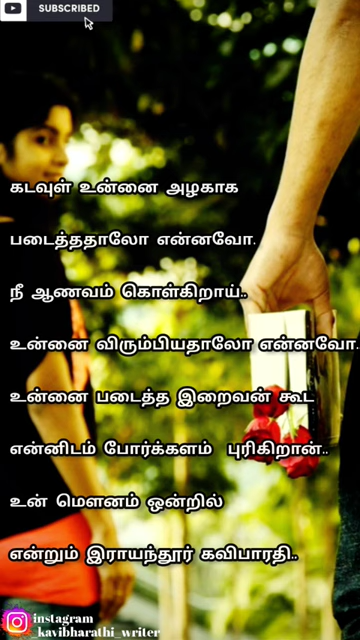 SUBSCRIBED
கடவுள் உன்னை அழகாக
படைத்ததாலோ என்னவோ.
நீ ஆணவம் கொள்கிறாய்..
உன்னை விரும்பியதாலோ என்னவோ.
உன்னை படைத்த இறைவன் கூட
என்னிடம் போர்க்களம் புரிகிறான்..
உன் மௌனம் ஒன்றில்
என்றும் இராயந்தூர் கவிபாரதி..
instagram
kavibharathi_writer